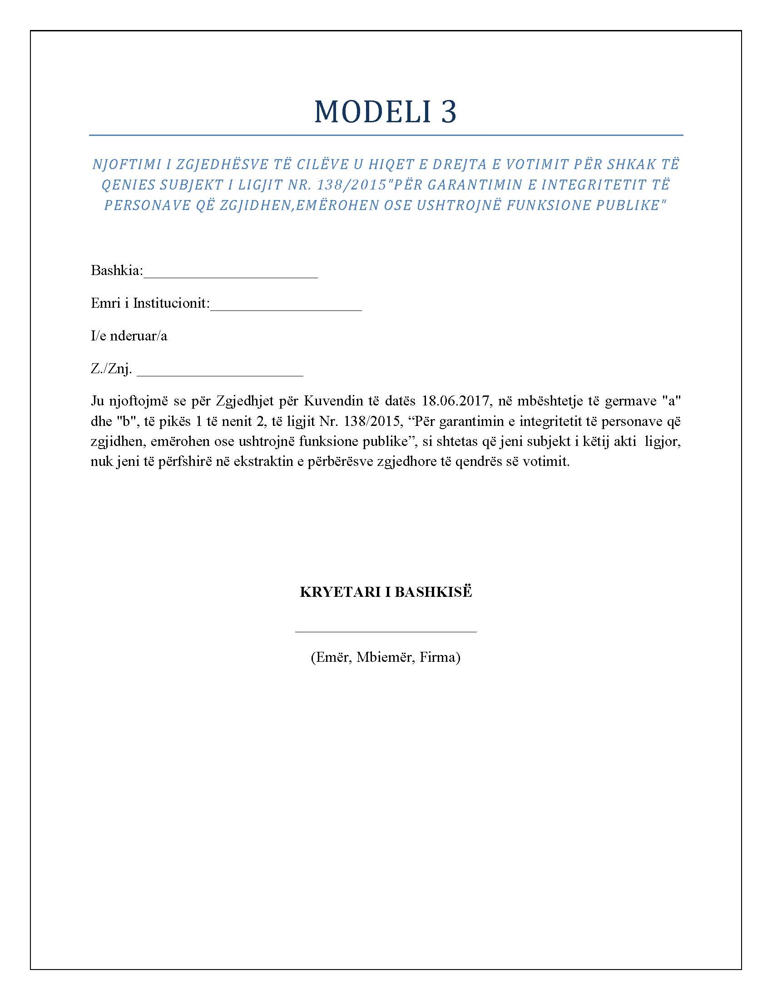 MODELI 3
NJOFTIMI I ZGJEDHËSVE TË CILËVE U HIQET E DREJTA E VOTIMIT PËR SHKAK TË
QENIES SUBJEKT I LIGJIT NR. 138/2015"PËR GARANTIMIN E INTEGRITETIT TË
PERSONAVE QË ZGJIDHEN,EMËROHEN OSE USHTROJNË FUNKSIONE PUBLIKE"
Bashkia:_______________________
Emri i Institucionit:____________________
I/e nderuar/a
Z./Znj. ______________________
Ju njoftojmë se për Zgjedhjet për Kuvendin të datës 18.06.2017, në mbështetje të germave "a"
dhe "b", të pikës 1 të nenit 2, të ligjit Nr. 138/2015, “Për garantimin e integritetit të personave që
zgjidhen, emërohen ose ushtrojnë funksione publike”, si shtetas që jeni subjekt i këtij akti  ligjor,
nuk jeni të përfshirë në ekstraktin e përbërësve zgjedhore të qendrës së votimit.
KRYETARI I BASHKISË
________________________
(Emër, Mbiemër, Firma)